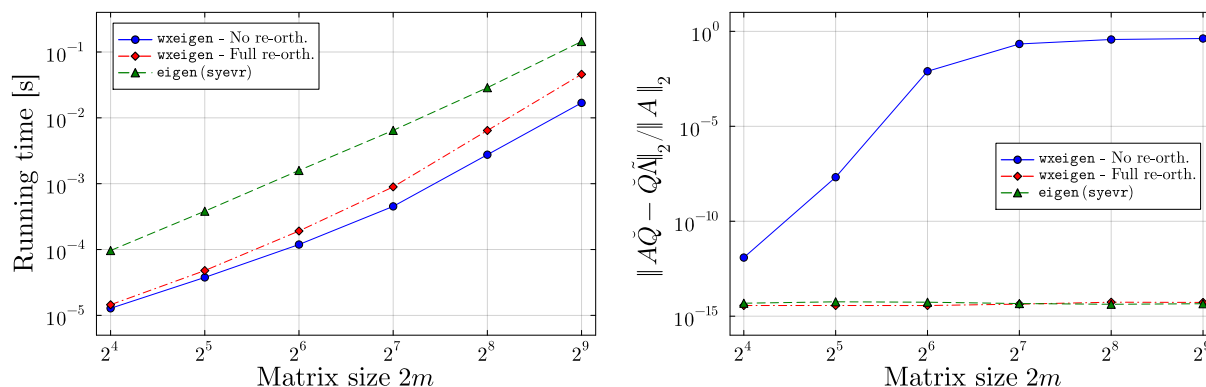 wxeigen - No re-orth.
wxeigen - Full re-orth.
eigen(syevr)
Running time [s]
10^{-1}
10^{-2}
10^{-3}
10^{-4}
10^{-5}
2^4 2^5 2^6 2^7 2^8 2^9
Matrix size 2m
‖AQ̃ − Q̃Λ̃‖_2/‖A‖_2
10^0
10^{-5}
10^{-10}
10^{-15}
wxeigen - No re-orth.
wxeigen - Full re-orth.
eigen(syevr)
2^4 2^5 2^6 2^7 2^8 2^9
Matrix size 2m